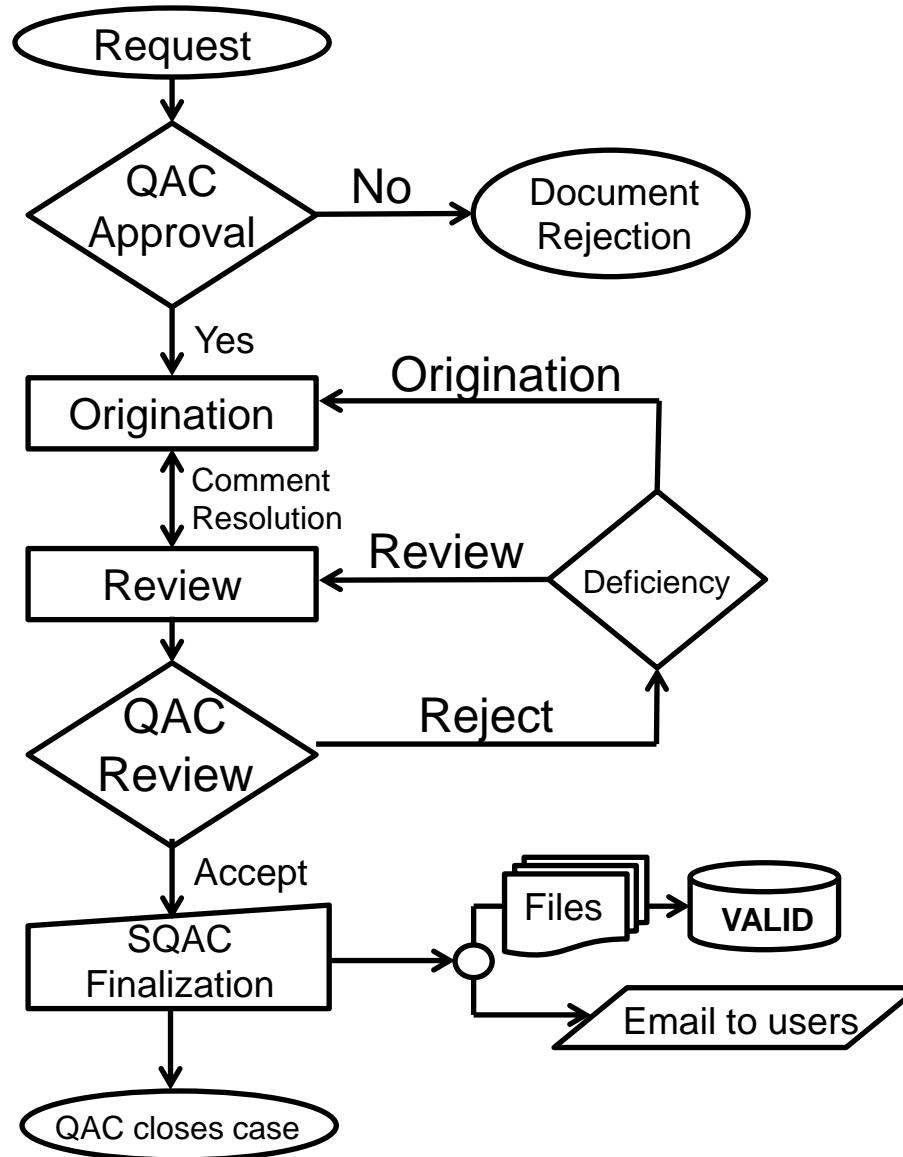 Request
QAC
Approval
No
Document
Rejection
Yes
Origination
Origination
Comment
Resolution
Review
Review
Deficiency
QAC
Review
Reject
Accept
Files
VALID
SQAC
Finalization
Email to users
QAC closes case